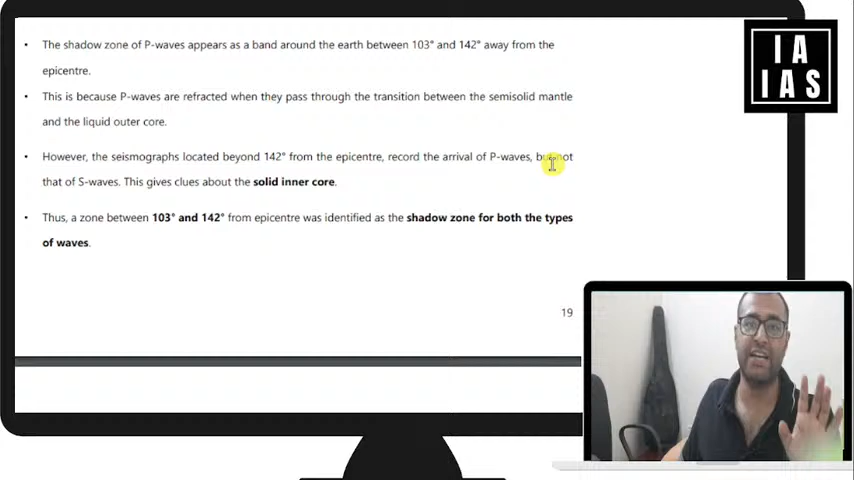 • The shadow zone of P-waves appears as a band around the earth between 103° and 142° away from the
epicentre.
• This is because P-waves are refracted when they pass through the transition between the semisolid mantle
and the liquid outer core.
• However, the seismographs located beyond 142° from the epicentre, record the arrival of P-waves, but not
that of S-waves. This gives clues about the solid inner core.
• Thus, a zone between 103° and 142° from epicentre was identified as the shadow zone for both the types
of waves.
19
IA
IAS